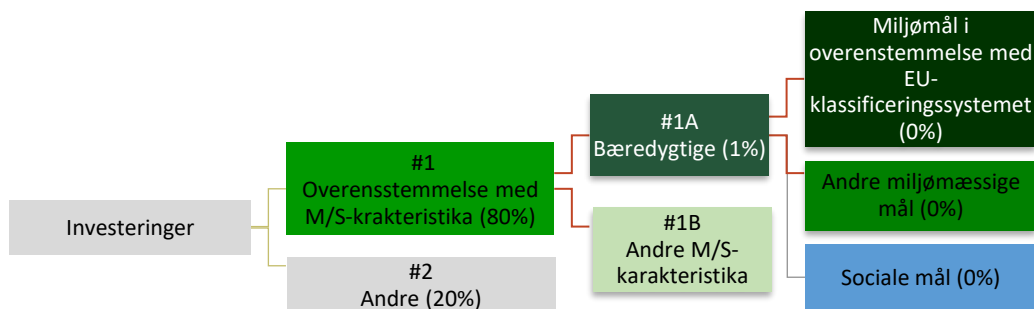 Investeringer
#1
Overensstemmelse med
M/S-krakteristika (80%)
#2
Andre (20%)
#1A
Bæredygtige (1%)
#1B
Andre M/S-
karakteristika
Miljømål i
overenstemmelse med
EU-
klassificeringssystemet
(0%)
Andre miljømæssige
mål (0%)
Sociale mål (0%)